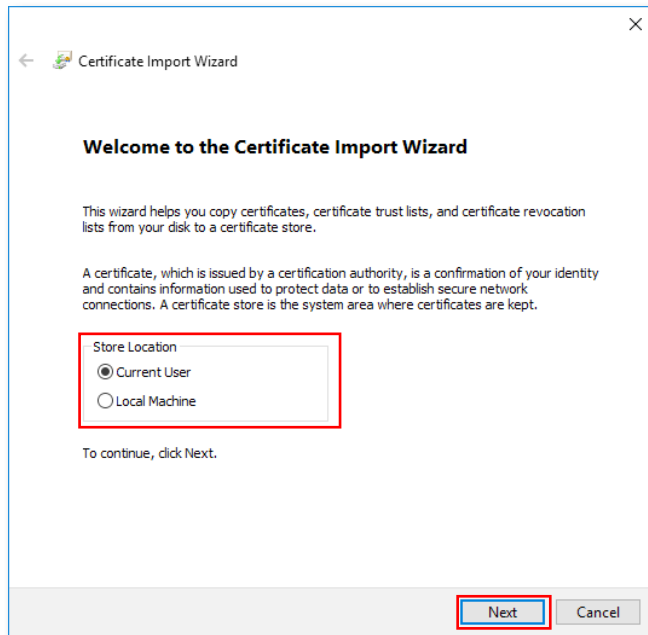 Certificate Import Wizard
Welcome to the Certificate Import Wizard
This wizard helps you copy certificates, certificate trust lists, and certificate revocation
lists from your disk to a certificate store.
A certificate, which is issued by a certification authority, is a confirmation of your identity
and contains information used to protect data or to establish secure network
connections. A certificate store is the system area where certificates are kept.
Store Location
Current User
Local Machine
To continue, click Next.
Next
Cancel